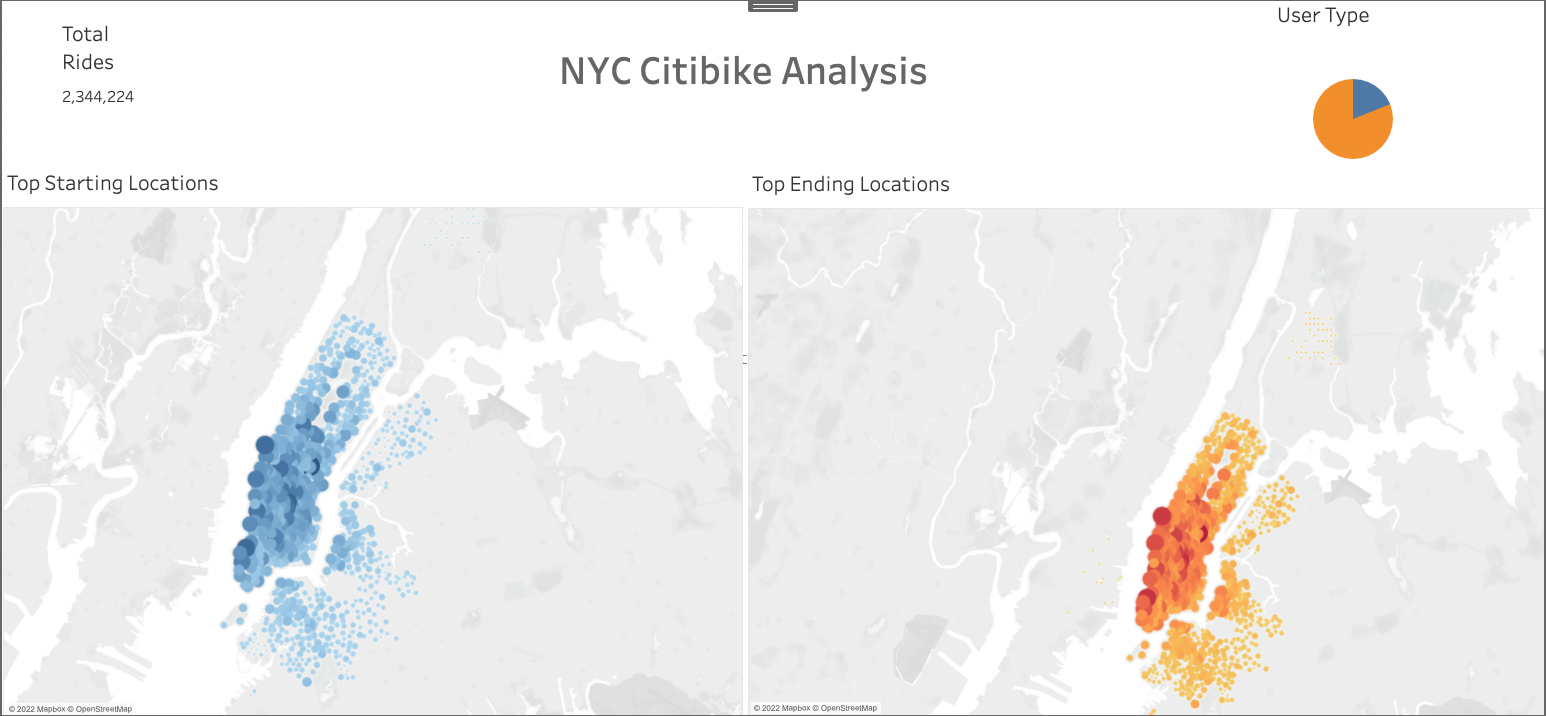 Total
Rides
2,344,224
NYC Citibike Analysis
User Type
Top Starting Locations
Top Ending Locations
© 2022 Mapbox © OpenStreetMap
© 2022 Mapbox © OpenStreetMap